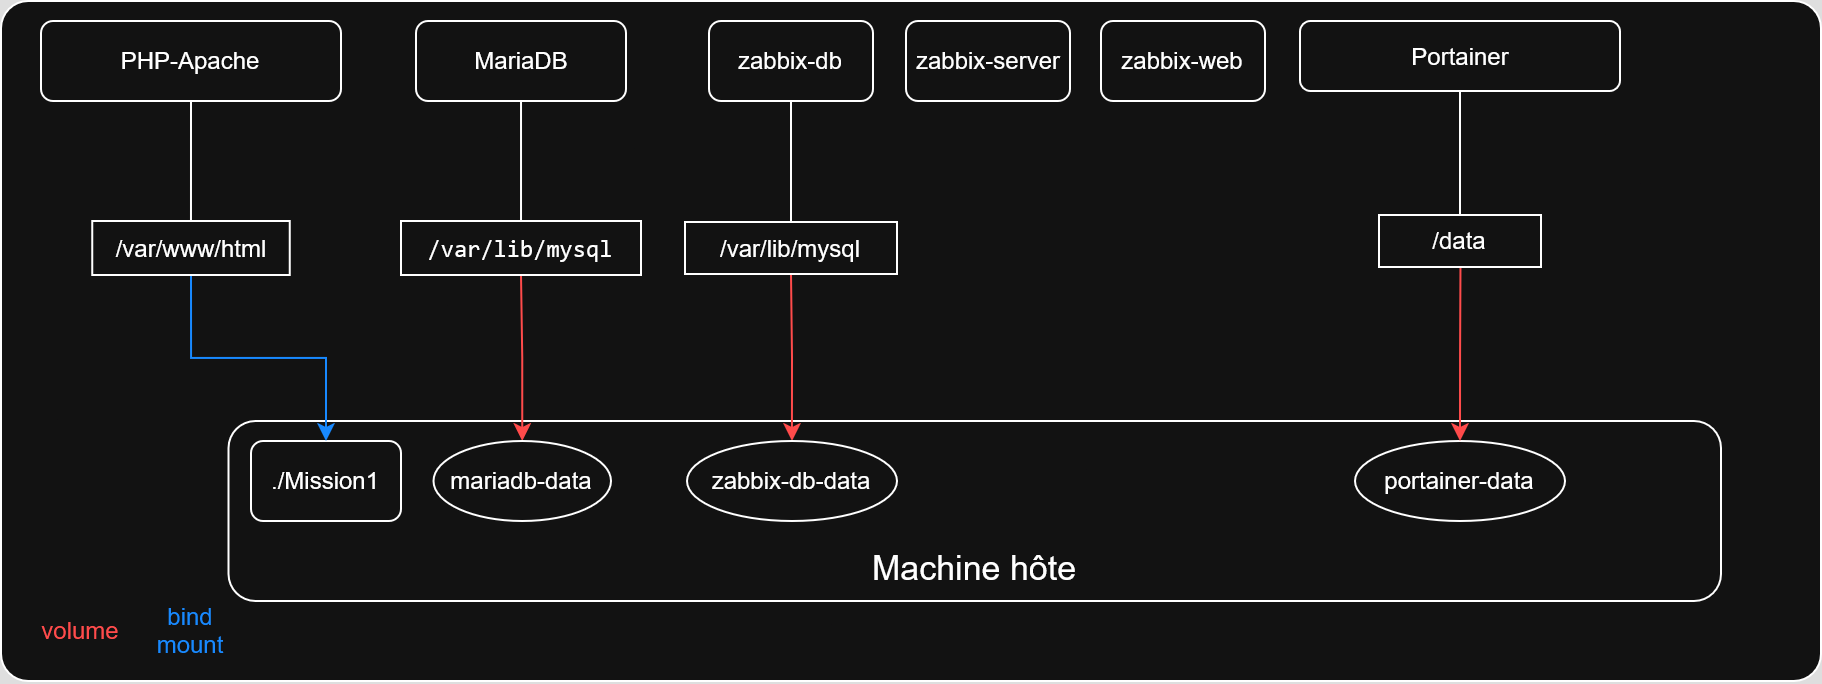 PHP-Apache
MariaDB
zabbix-db
zabbix-server
zabbix-web
Portainer
/var/www/html
/var/lib/mysql
/var/lib/mysql
/data
./Mission1
mariadb-data
zabbix-db-data
portainer-data
Machine hôte
volume
bind
mount